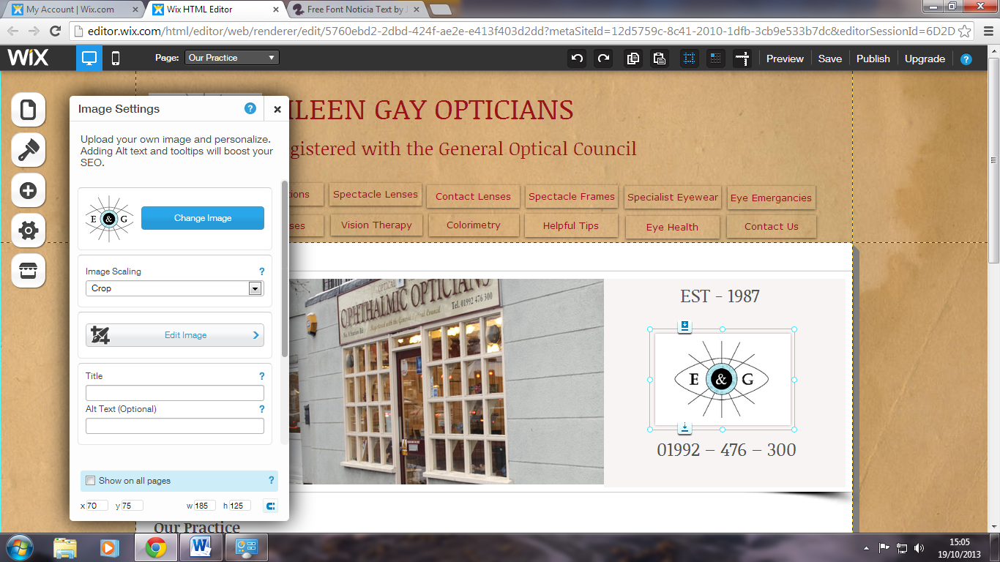 My Account | Wix.com
Wix HTML Editor
Free Font Noticia Text by J
editor.wix.com/html/editor/web/renderer/edit/5760ebd2-2dbd-424f-ae2e-e413f403d2dd?metaSiteId=12d5759c-8c41-2010-1dfb-3cb9e533b7dc&editorSessionId=6D2D
WiX
Page: Our Practice
Preview
Save
Publish
Upgrade
?
Image Settings
?
Upload your own image and personalize.
Adding Alt text and tooltips will boost your
SEO.
E & G
Change Image
Image Scaling
?
Crop
Edit Image
Title
?
Alt Text (Optional)
?
Show on all pages
?
x 70 y 75 w 185 h 125
ILEEN GAY OPTICIANS
gistered with the General Optical Council
tions
Spectacle Lenses
Contact Lenses
Spectacle Frames
Specialist Eyewear
Eye Emergancies
ses
Vision Therapy
Colorimetry
Helpful Tips
Eye Health
Contact Us
OPHTHALMIC OPTICIANS
Tel. 01992 476 300
Registered with the General Optical Council
EST - 1987
E & G
01992 – 476 – 300
Our Practice
15:05
19/10/2013